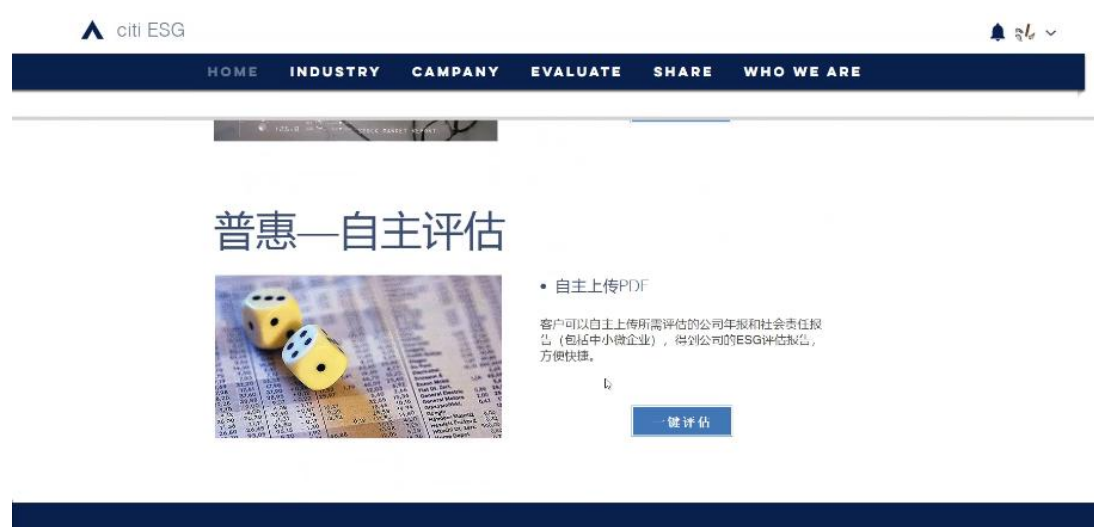 citi ESG
HOME INDUSTRY CAMPANY EVALUATE SHARE WHO WE ARE
STOCK MARKET REPORT
普惠—自主评估
• 自主上传PDF
客户可以自主上传所需评估的公司年报和社会责任报
告（包括中小微企业），得到公司的ESG评估报告，
方便快捷。
一键评估